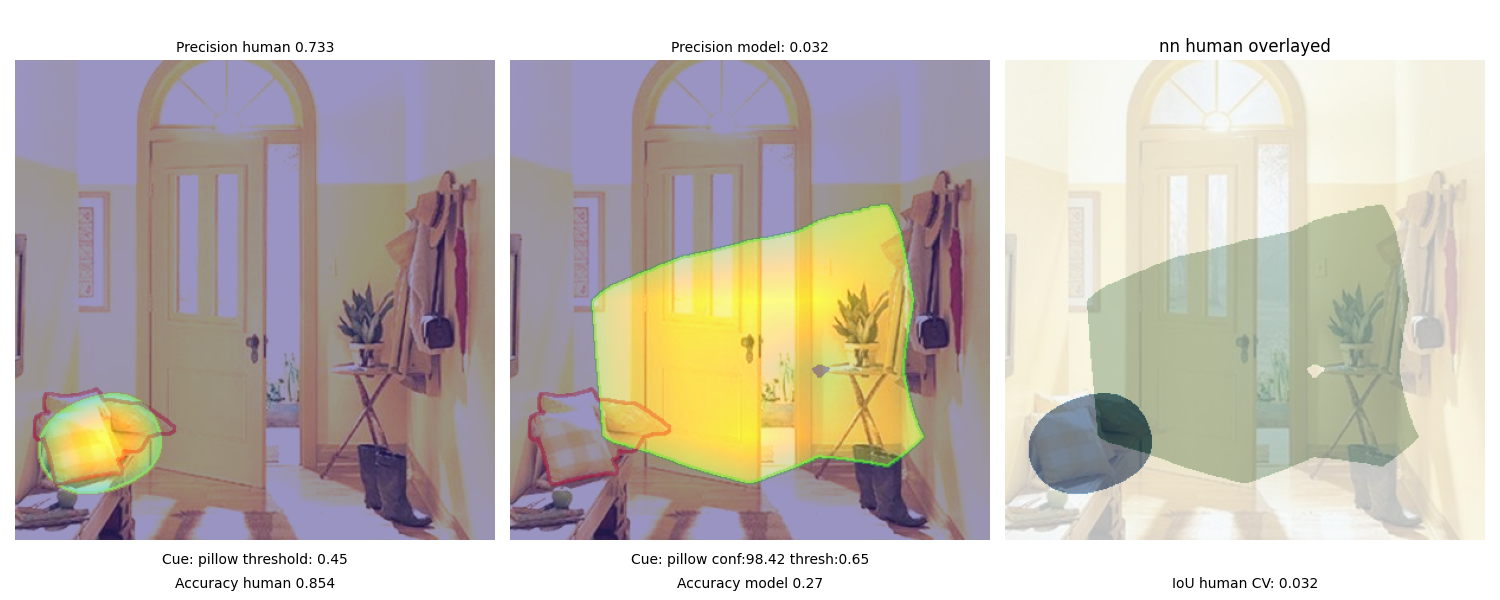 Precision human 0.733
Precision model: 0.032
nn human overlayed
Cue: pillow threshold: 0.45
Cue: pillow conf:98.42 thresh:0.65
Accuracy human 0.854
Accuracy model 0.27
IoU human CV: 0.032